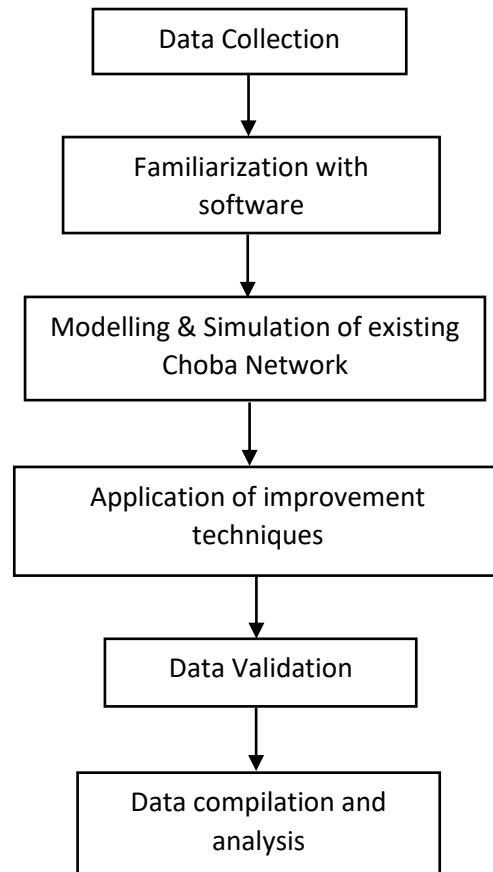 Data Collection
Familiarization with
software
Modelling & Simulation of existing
Choba Network
Application of improvement
techniques
Data Validation
Data compilation and
analysis